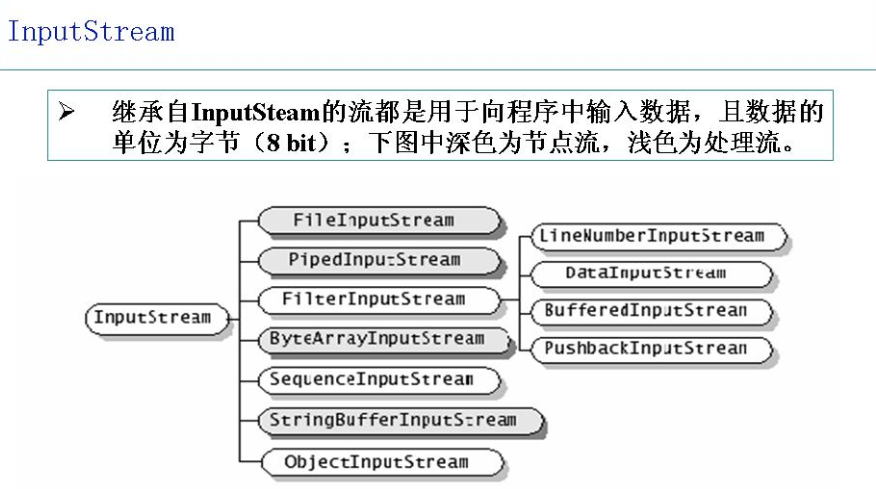 InputStream
➢ 继承自InputSteam的流都是用于向程序中输入数据，且数据的
单位为字节（8 bit）；下图中深色为节点流，浅色为处理流。
FileInputStream
PipedInputStream
FilterInputStream
InputStream
ByteArrayInputStream
SequenceInputStream
StringBufferInputStream
ObjectInputStream
LineNumberInputStream
DataInputStream
BufferedInputStream
PushbackInputStream